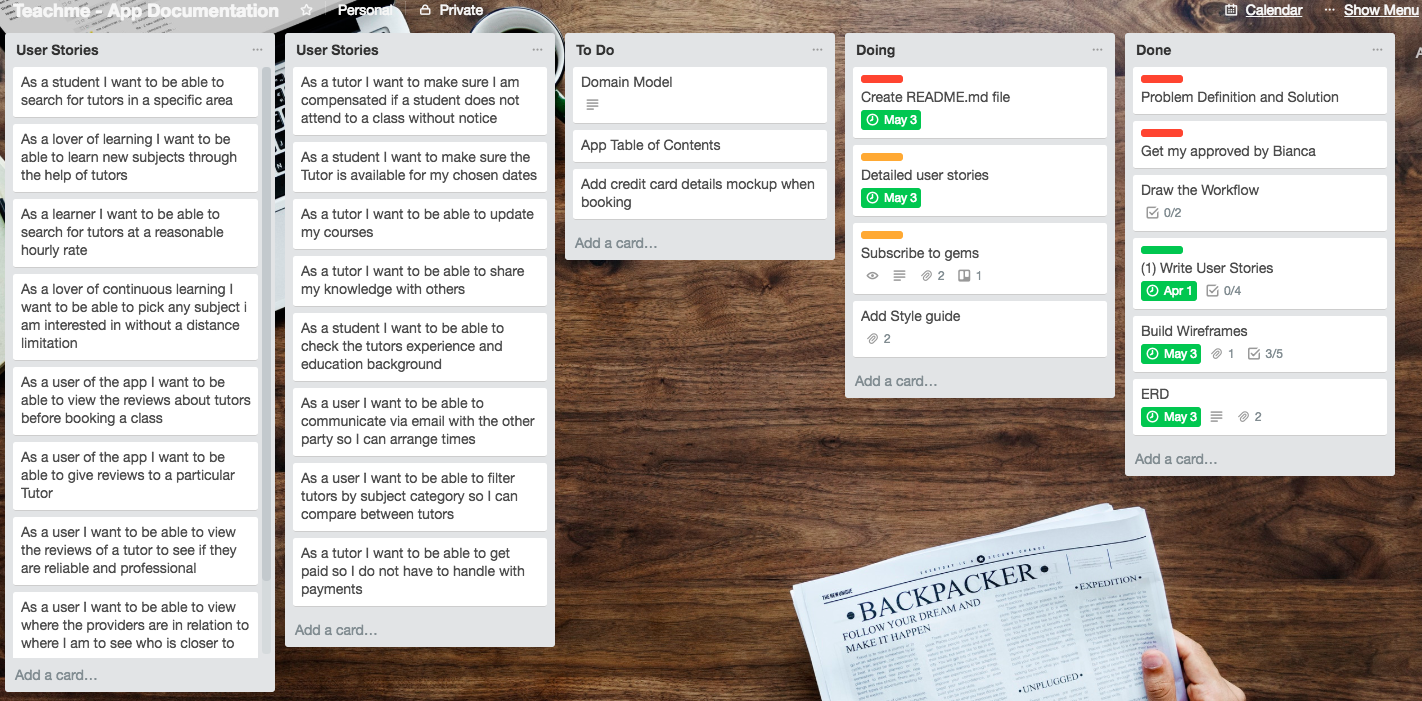 Teachme - App Documentation
Personal
Private
Calendar
Show Menu
User Stories
As a student I want to be able to
search for tutors in a specific area
As a lover of learning I want to be
able to learn new subjects through
the help of tutors
As a learner I want to be able to
search for tutors at a reasonable
hourly rate
As a lover of continuous learning I
want to be able to pick any subject i
am interested in without a distance
limitation
As a user of the app I want to be
able to view the reviews about tutors
before booking a class
As a user of the app I want to be
able to give reviews to a particular
Tutor
As a user I want to be able to view
the reviews of a tutor to see if they
are reliable and professional
As a user I want to be able to view
where the providers are in relation to
where I am to see who is closer to
Add a card…
User Stories
As a tutor I want to make sure I am
compensated if a student does not
attend to a class without notice
As a student I want to make sure the
Tutor is available for my chosen dates
As a tutor I want to be able to update
my courses
As a tutor I want to be able to share
my knowledge with others
As a student I want to be able to
check the tutors experience and
education background
As a user I want to be able to
communicate via email with the other
party so I can arrange times
As a user I want to be able to filter
tutors by subject category so I can
compare between tutors
As a tutor I want to be able to get
paid so I do not have to handle with
payments
Add a card…
To Do
Domain Model
App Table of Contents
Add credit card details mockup when
booking
Add a card…
Doing
Create README.md file
May 3
Detailed user stories
May 3
Subscribe to gems
2 1
Add Style guide
2
Add a card…
Done
Problem Definition and Solution
Get my approved by Bianca
Draw the Workflow
0/2
(1) Write User Stories
Apr 1 0/4
Build Wireframes
May 3 1 3/5
ERD
May 3 2
Add a card…
BACKPACKER
FOLLOW YOUR DREAM AND
MAKE IT HAPPEN
•EXPEDITION•
•UNPLUGGED•